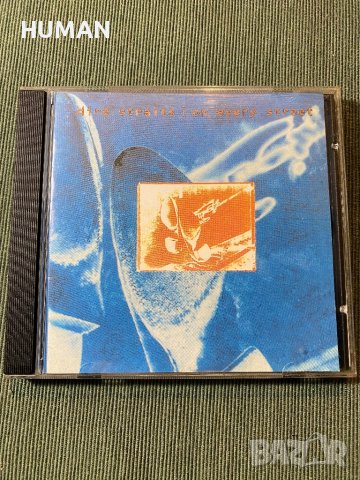 HUMAN
dire straits / on every street
BAZAR